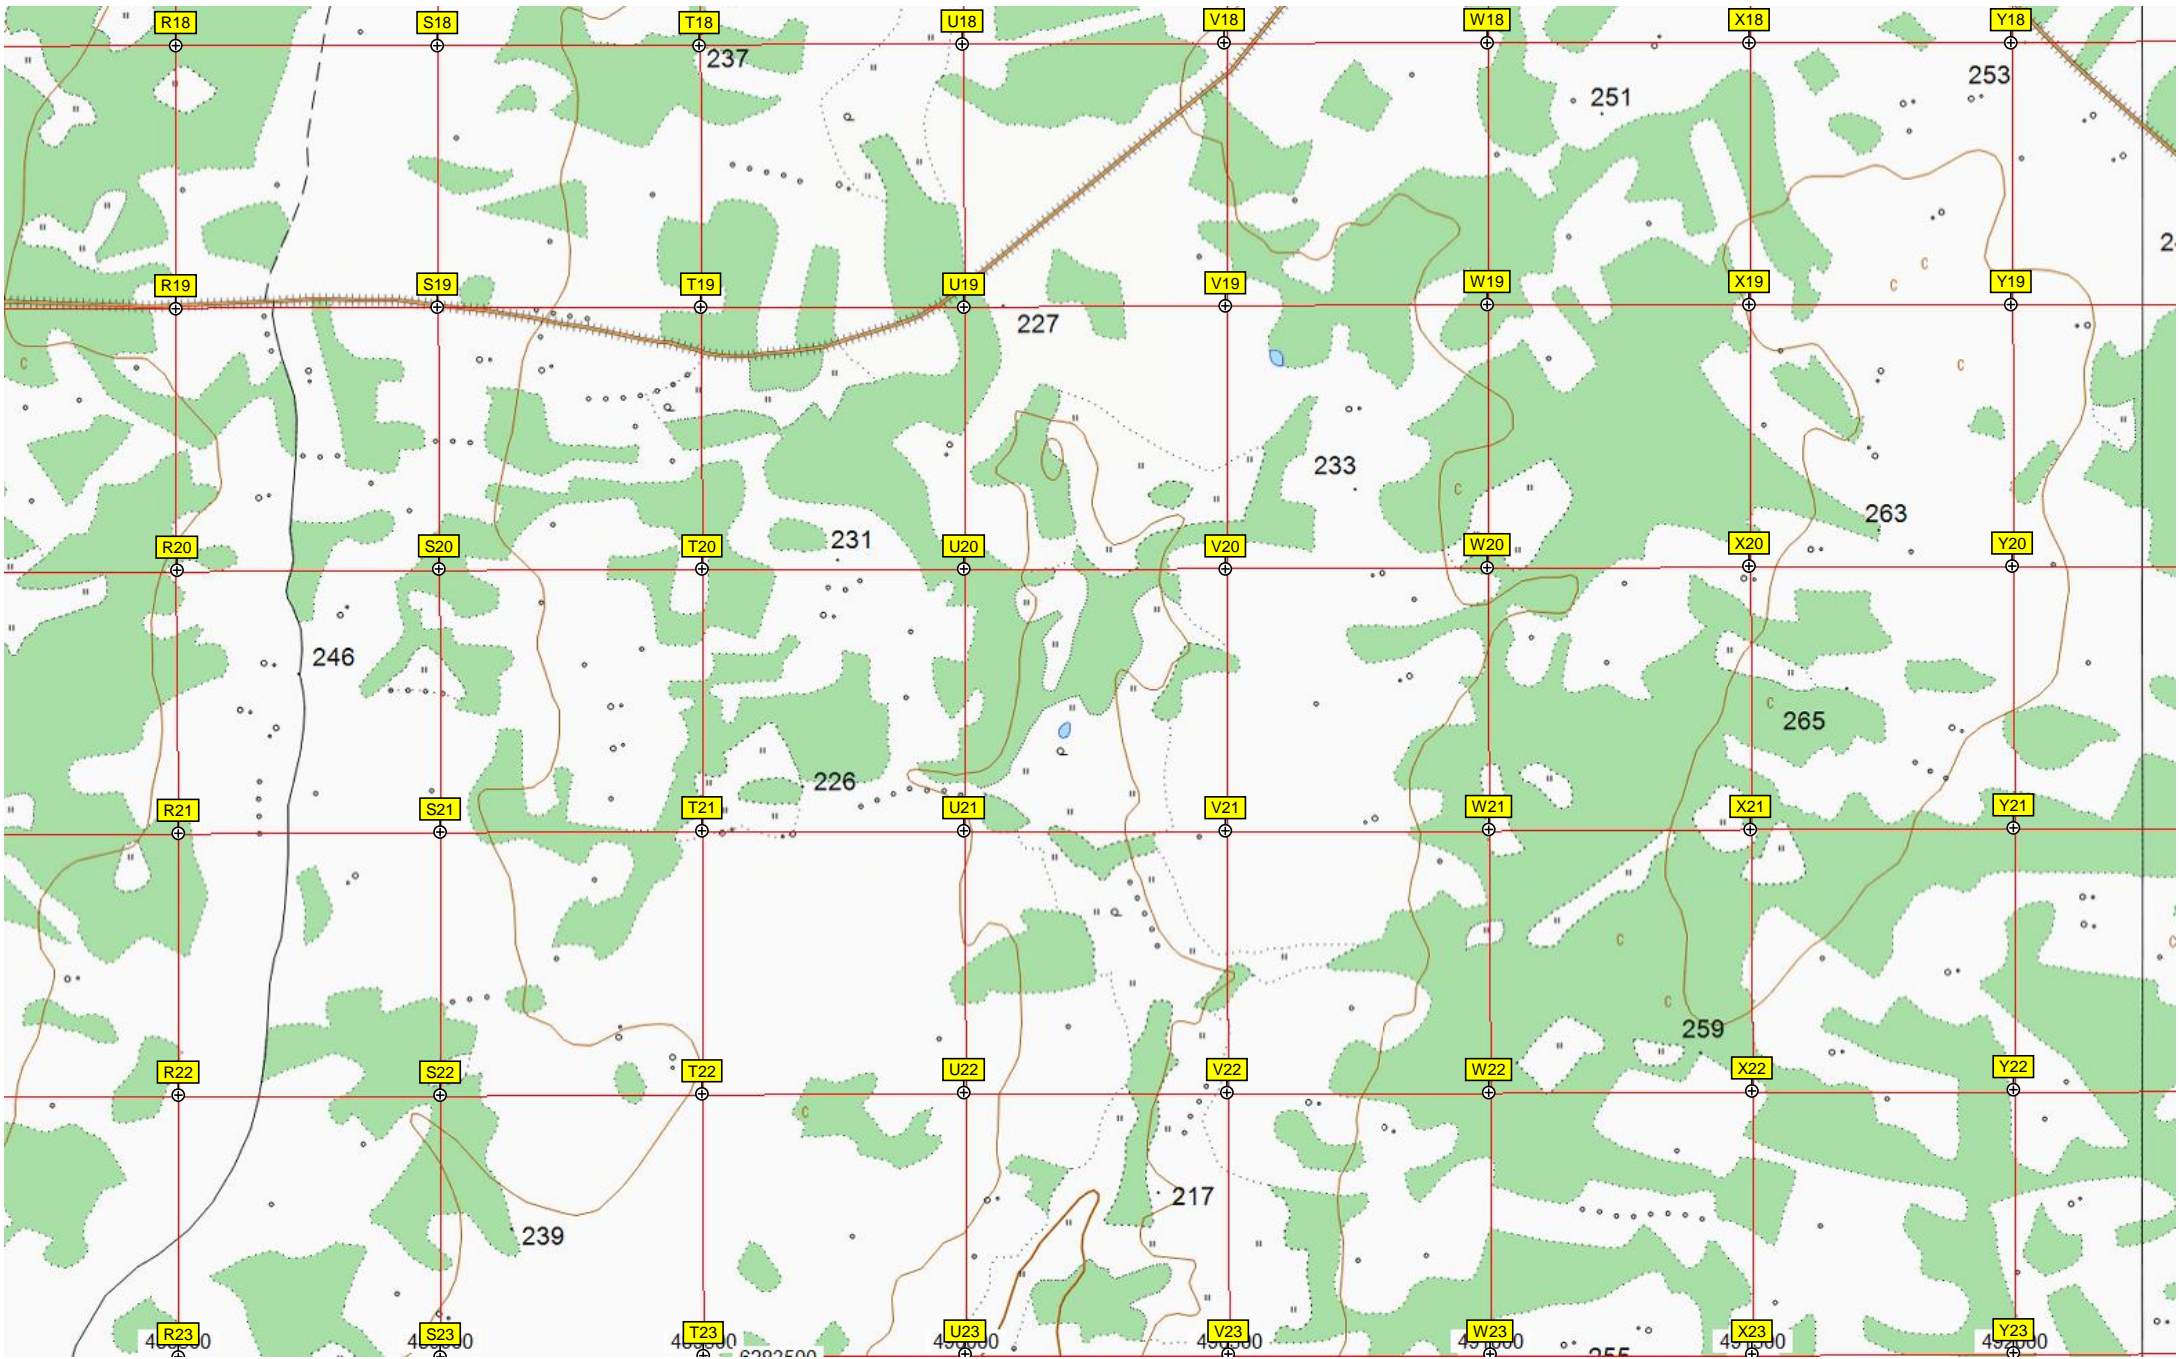 R18 S18 T18 U18 V18 W18 X18 Y18
237
253
251
R19 S19 T19 U19 V19 W19 X19 Y19
227
C
C
C
C
233
C
263
231
R20 S20 T20 U20 V20 W20 X20 Y20
246
C
265
226
R21 S21 T21 U21 V21 W21 X21 Y21
C
C
C
259
R22 S22 T22 U22 V22 W22 X22 Y22
C
217
239
R23 S23 T23 U23 V23 W23 X23 Y23